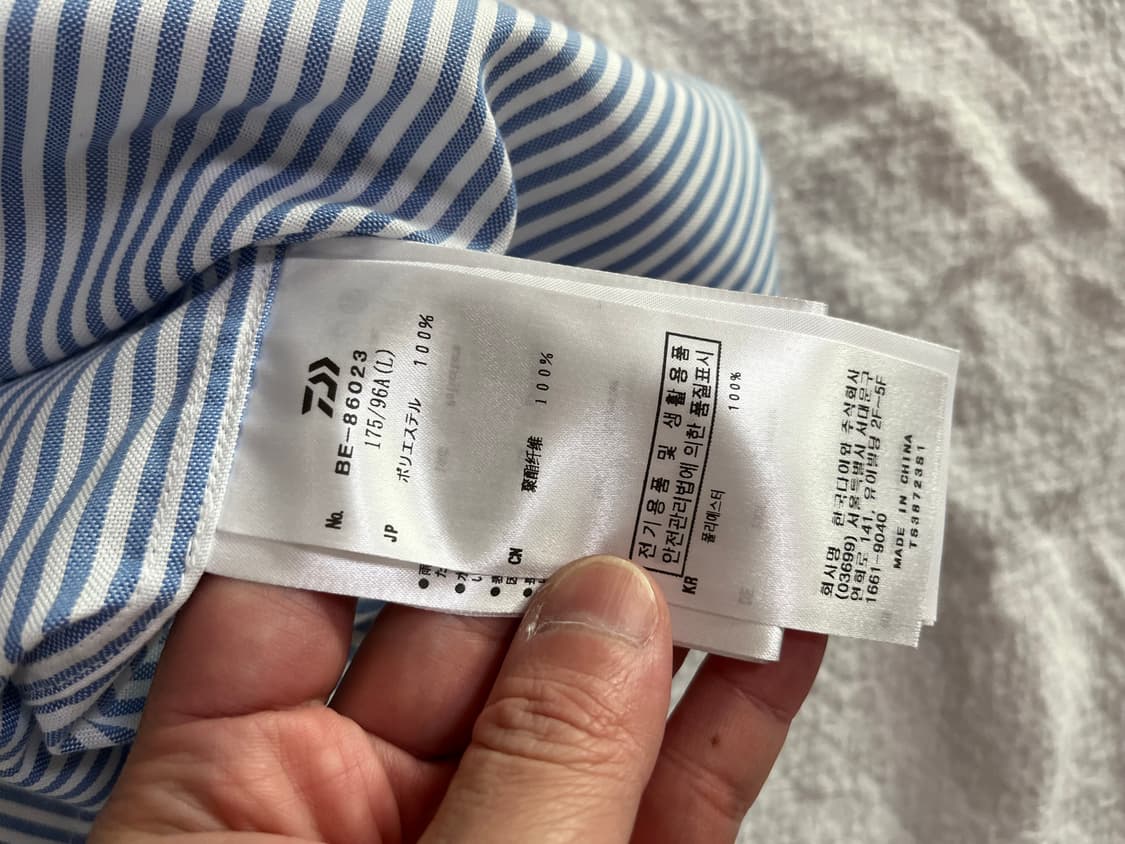 No. BE-86023
175/96A(L)
JP ポリエステル 100%
CN 聚酯纤维 100%
전기용품 및 생활용품
안전관리법에 의한 품질표시
KR 폴리에스터 100%
회사명 한국다이와 주식회사
(03699) 서울특별시 서대문구
연희로 141, 유이빌딩 2F-5F
1661-9040
MADE IN CHINA
TS38723S1